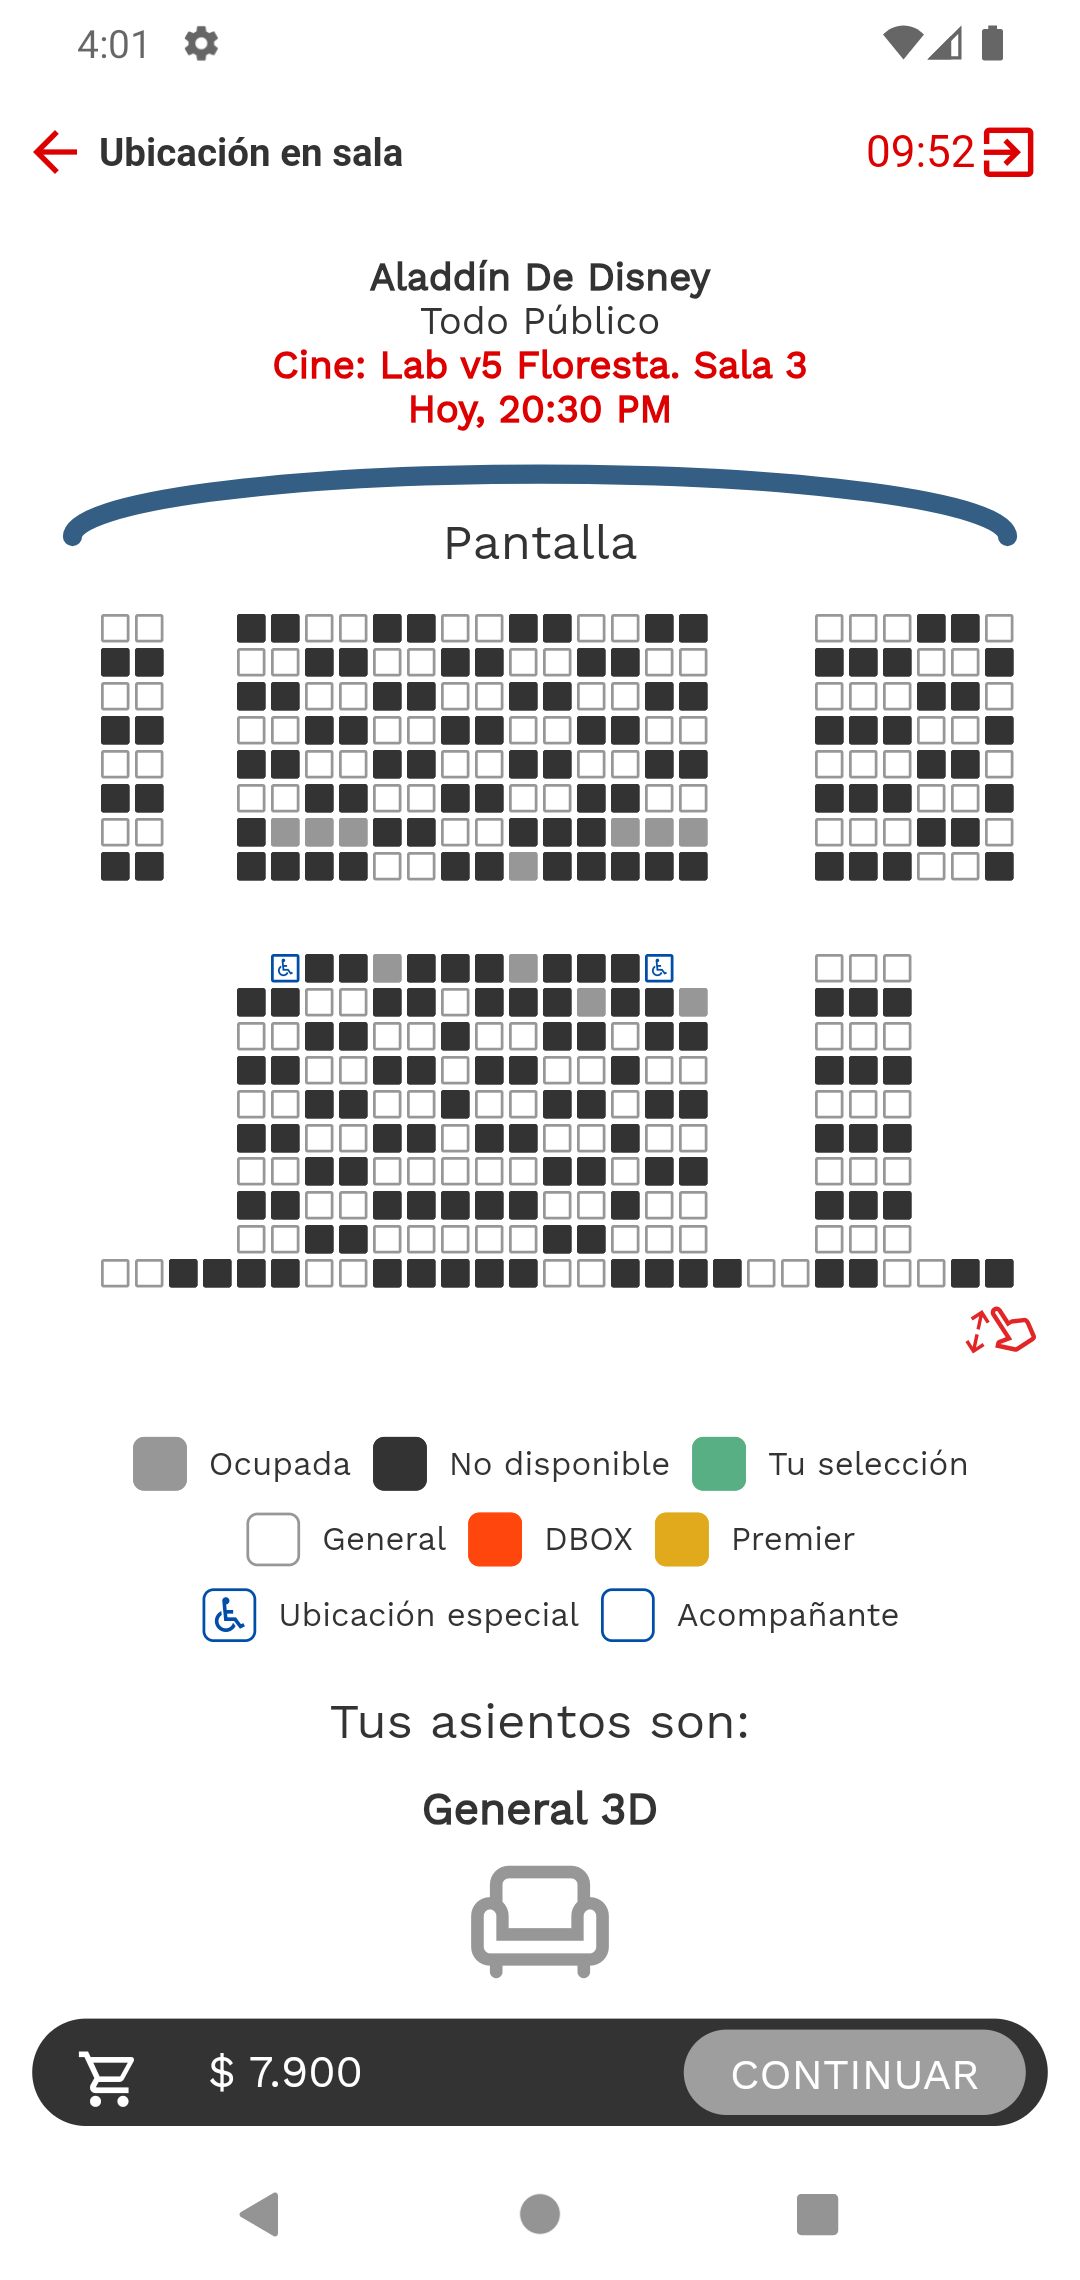 4:01
Ubicación en sala
09:52
Aladdín De Disney
Todo Público
Cine: Lab v5 Floresta. Sala 3
Hoy, 20:30 PM
Pantalla
Ocupada No disponible Tu selección
General DBOX Premier
Ubicación especial Acompañante
Tus asientos son:
General 3D
$ 7.900
CONTINUAR